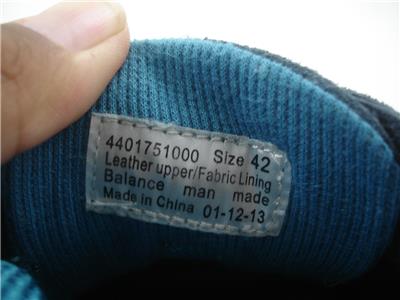 4401751000 Size 42
Leather upper/Fabric Lining
Balance man made
Made in China 01-12-13